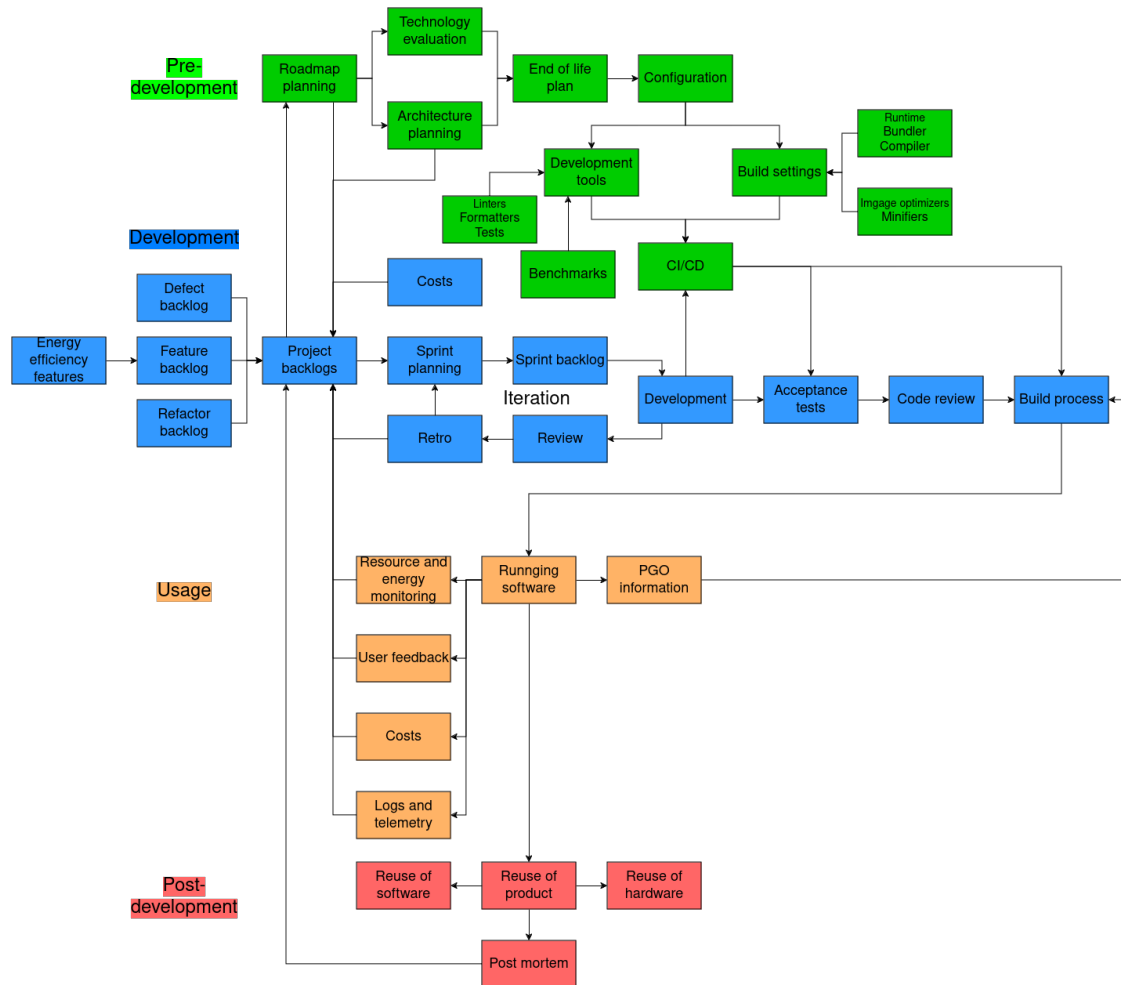 Technology
evaluation
Pre-
development
Roadmap
planning
End of life
plan
Configuration
Architecture
planning
Runtime
Bundler
Compiler
Development
tools
Build settings
Linters
Formatters
Tests
Imgage optimizers
Minifiers
Development
Benchmarks
CI/CD
Defect
backlog
Costs
Energy
efficiency
features
Feature
backlog
Project
backlogs
Sprint
planning
Sprint backlog
Iteration
Development
Acceptance
tests
Code review
Build process
Refactor
backlog
Retro
Review
Usage
Resource and
energy
monitoring
Runnging
software
PGO
information
User feedback
Costs
Logs and
telemetry
Post-
development
Reuse of
software
Reuse of
product
Reuse of
hardware
Post mortem